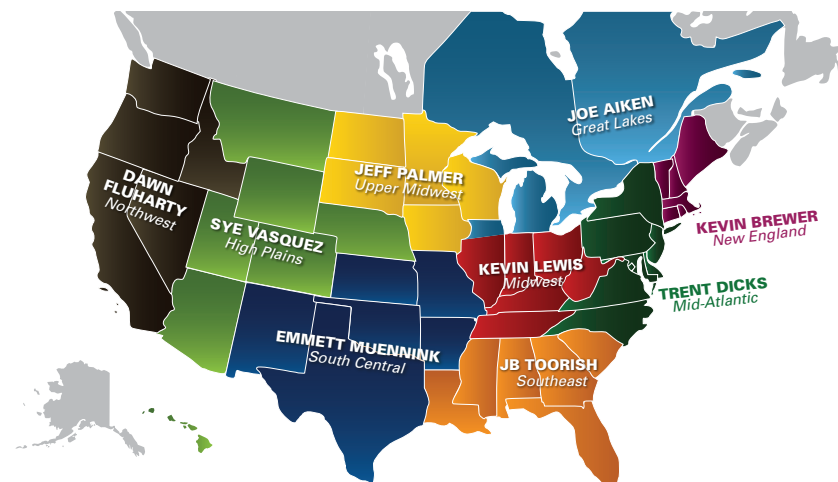 JOE AIKEN
Great Lakes
JEFF PALMER
Upper Midwest
DAWN
FLUHARTY
Northwest
SYE VASQUEZ
High Plains
KEVIN BREWER
New England
KEVIN LEWIS
Midwest
TRENT DICKS
Mid-Atlantic
EMMETT MUENNINK
South Central
JB TOORISH
Southeast